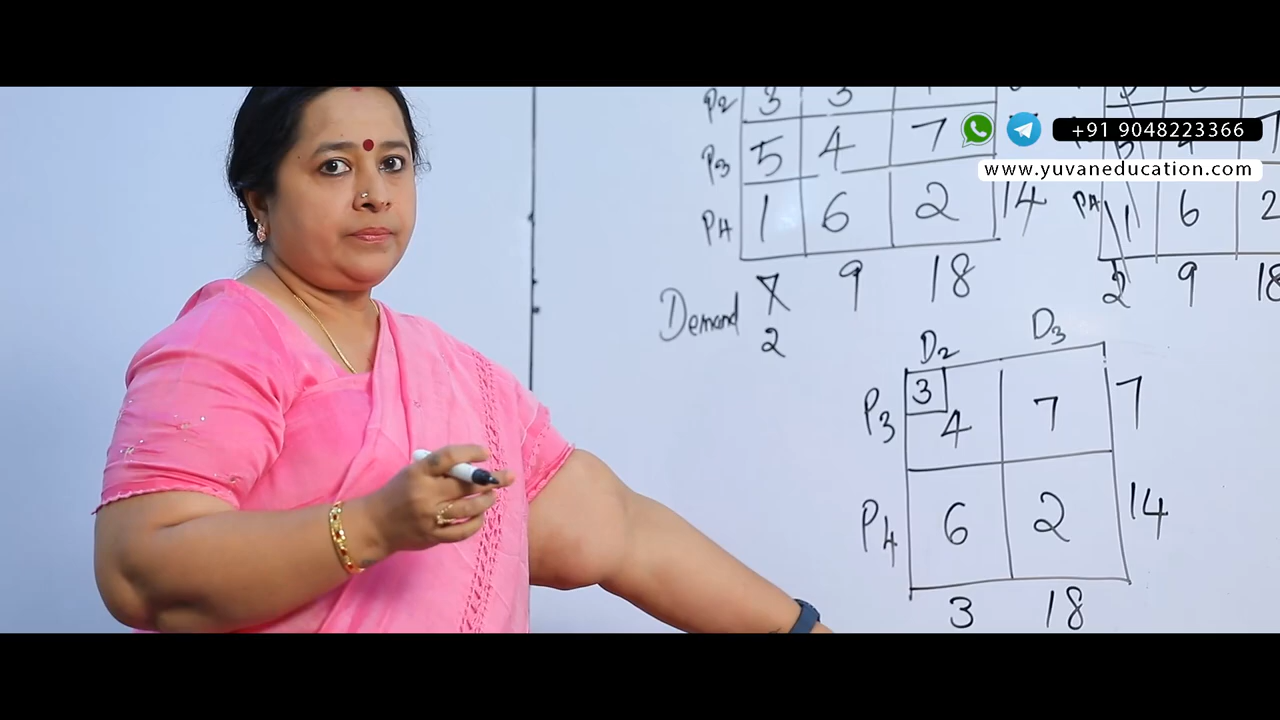 P2 3 3
P3 5 4 7
P4 1 6 2 14
Demand 7 9 18
2
+91 9048223366
www.yuvaneducation.com
7
P4 1 6 2
2 9 18
D2 D3
P3 3 4 7 7
P4 6 2 14
3 18